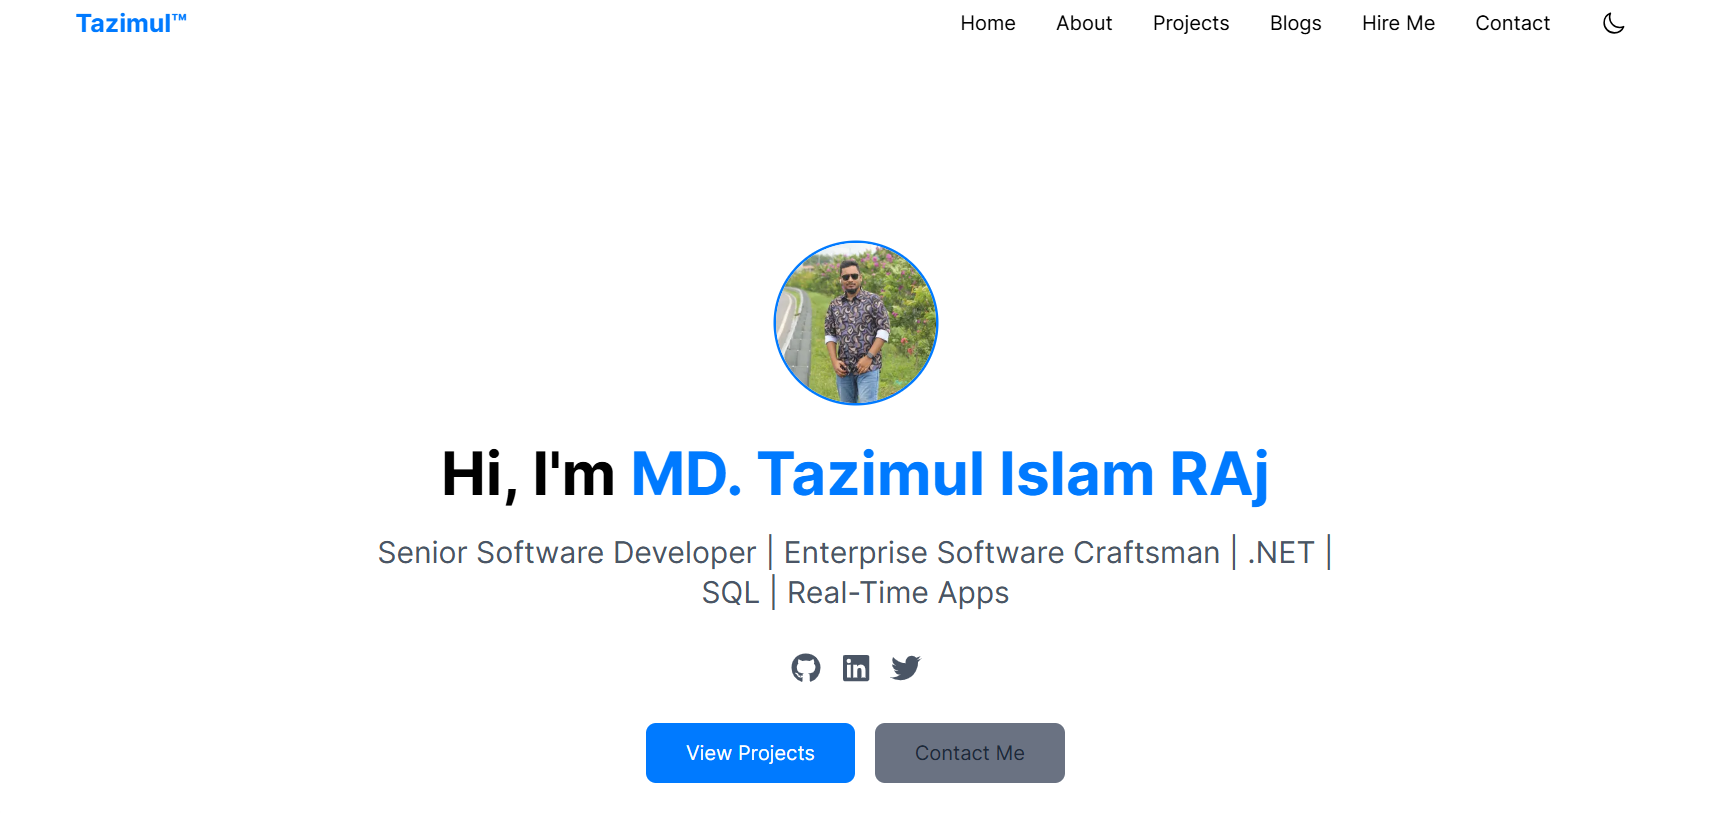 Tazimul™
Home About Projects Blogs Hire Me Contact
Hi, I'm MD. Tazimul Islam RAj
Senior Software Developer | Enterprise Software Craftsman | .NET |
SQL | Real-Time Apps
in
View Projects Contact Me